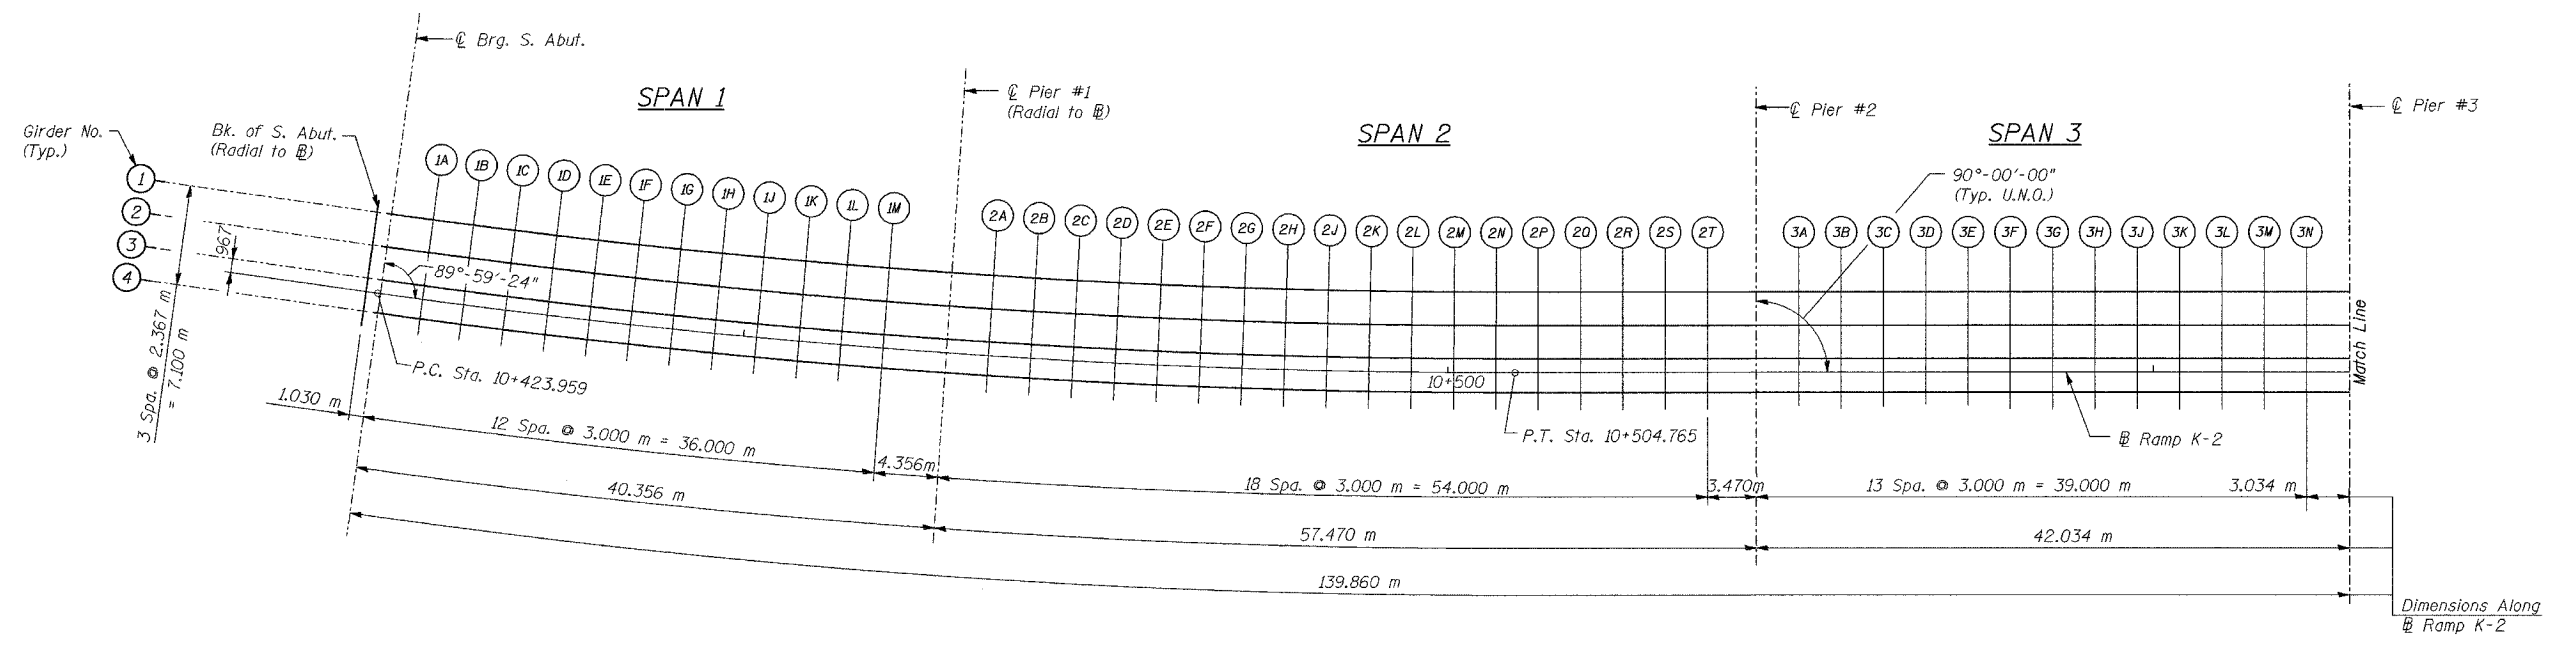 ℄ Brg. S. Abut.
SPAN 1
℄ Pier #1
(Radial to ⅊)
SPAN 2
℄ Pier #2
SPAN 3
℄ Pier #3
Girder No.
(Typ.)
Bk. of S. Abut.
(Radial to ⅊)
90°-00'-00"
(Typ. U.N.O.)
1
2
3
4
1A 1B 1C 1D 1E 1F 1G 1H 1J 1K 1L 1M
2A 2B 2C 2D 2E 2F 2G 2H 2J 2K 2L 2M 2N 2P 2Q 2R 2S 2T
3A 3B 3C 3D 3E 3F 3G 3H 3J 3K 3L 3M 3N
967
89°-59'-24"
3 Spa. @ 2.367 m
= 7.100 m
P.C. Sta. 10+423.959
10+500
P.T. Sta. 10+504.765
Match Line
Ramp K-2
1.030 m
12 Spa. @ 3.000 m = 36.000 m
4.356m
18 Spa. @ 3.000 m = 54.000 m
3.470m
13 Spa. @ 3.000 m = 39.000 m
3.034 m
40.356 m
57.470 m
42.034 m
139.860 m
Dimensions Along
Ramp K-2